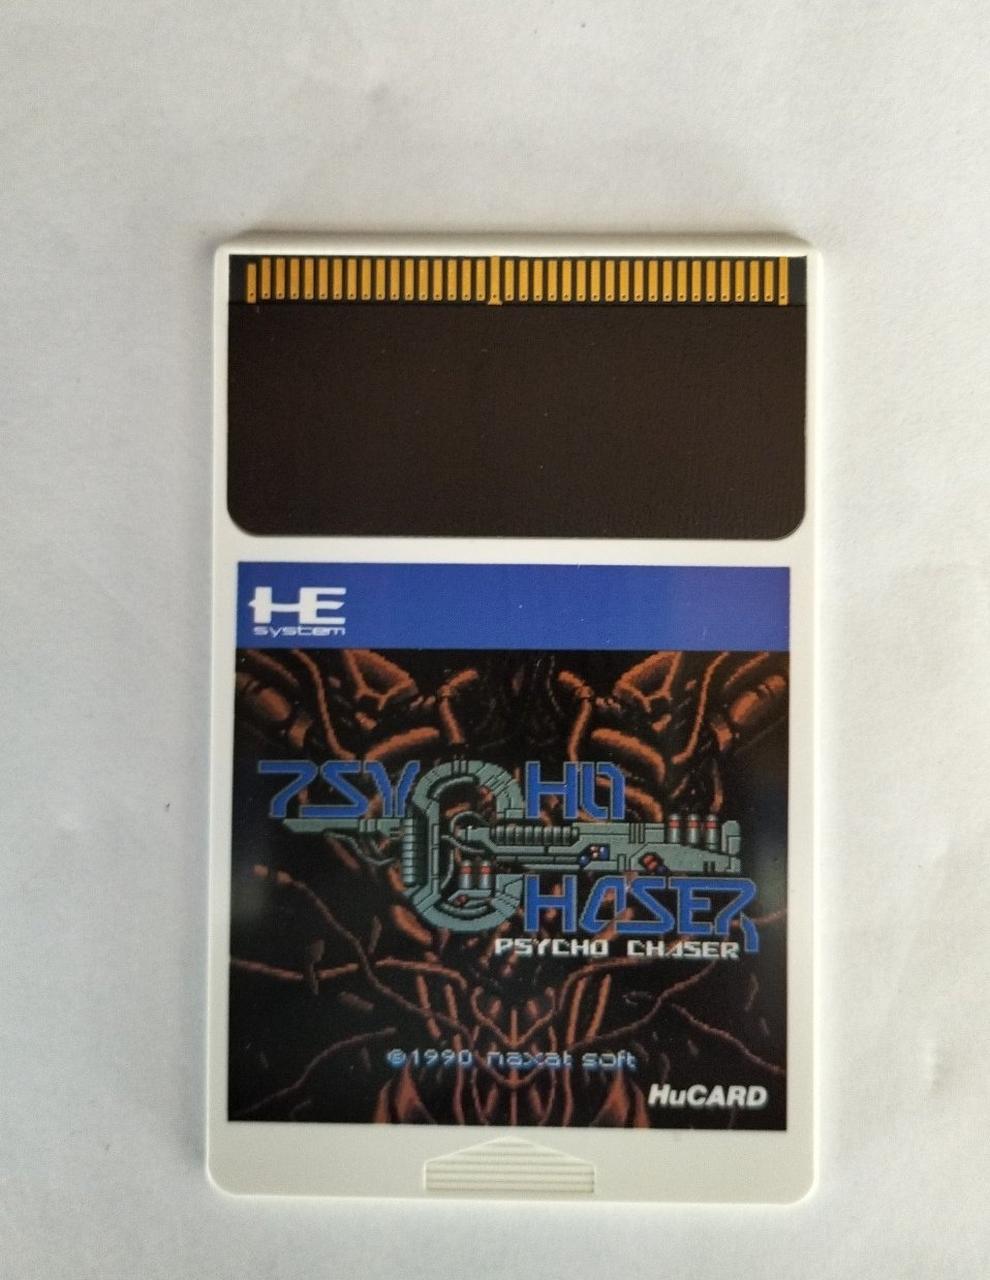 HE
system
PSYCHO
CHASER
PSYCHO CHASER
©1990 naxat soft
HuCARD